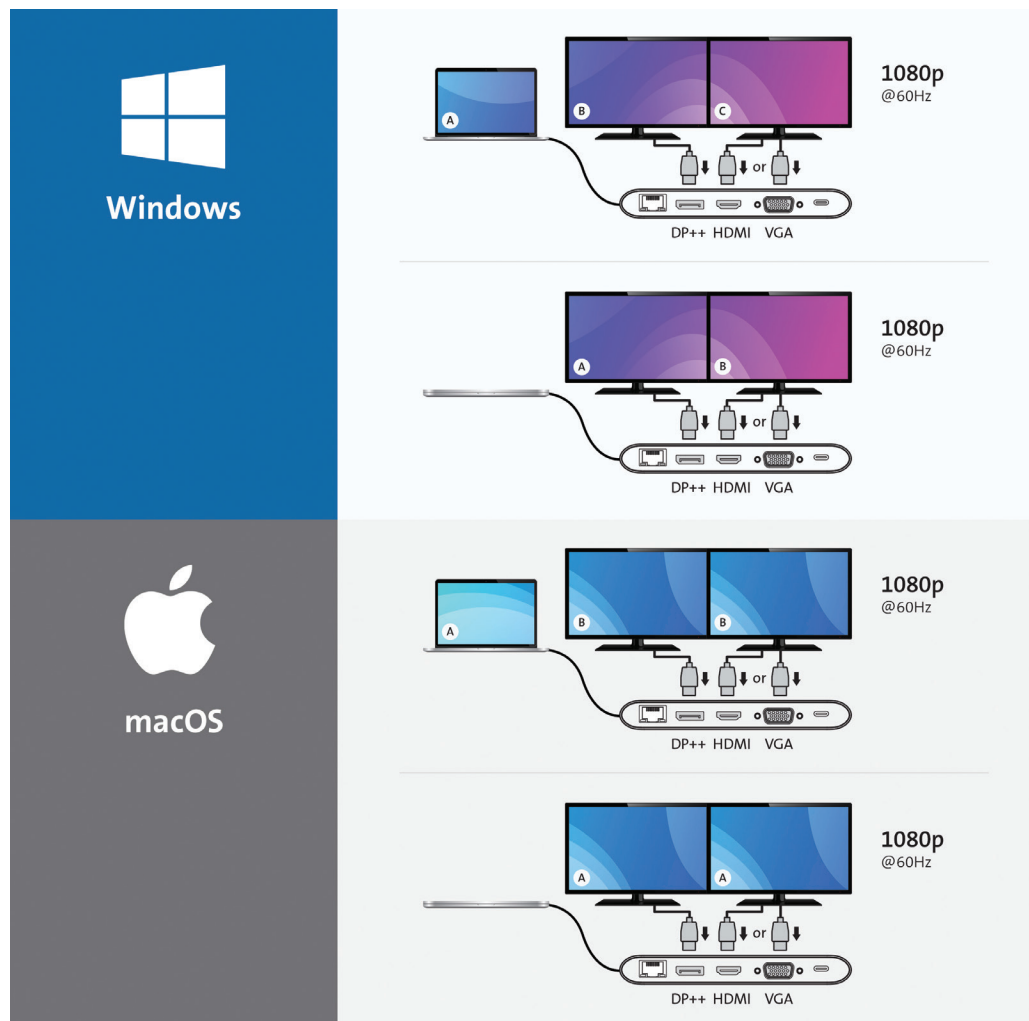 Windows
A
B
C
1080p
@60Hz
or
DP++ HDMI VGA
A
B
1080p
@60Hz
or
DP++ HDMI VGA
macOS
A
B
B
1080p
@60Hz
or
DP++ HDMI VGA
A
A
1080p
@60Hz
or
DP++ HDMI VGA